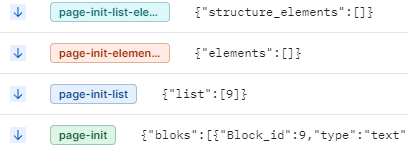 page-init-list-ele... {"structure_elements":[]}
page-init-elemen... {"elements":[]}
page-init-list {"list":[9]}
page-init {"bloks":[{"Block_id":9,"type":"text"